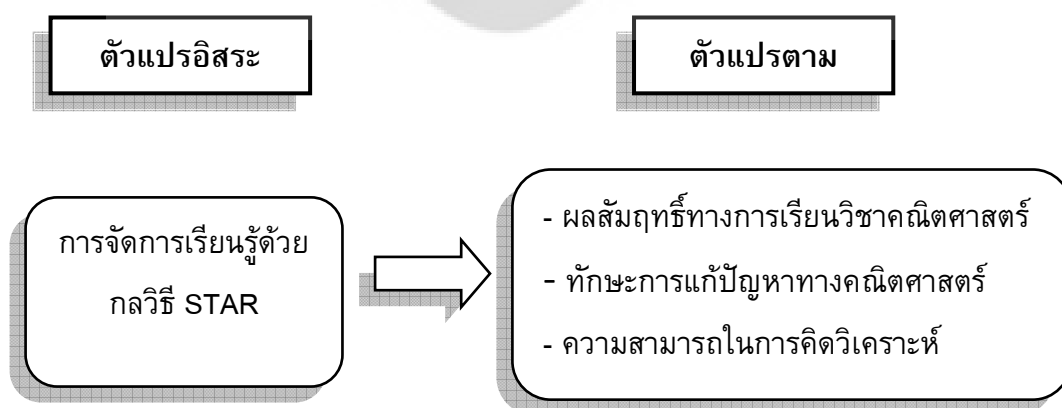 ตัวแปรอิสระ
ตัวแปรตาม
การจัดการเรียนรู้ด้วย
กลวิธี STAR
- ผลสัมฤทธิ์ทางการเรียนวิชาคณิตศาสตร์
- ทักษะการแก้ปัญหาทางคณิตศาสตร์
- ความสามารถในการคิดวิเคราะห์